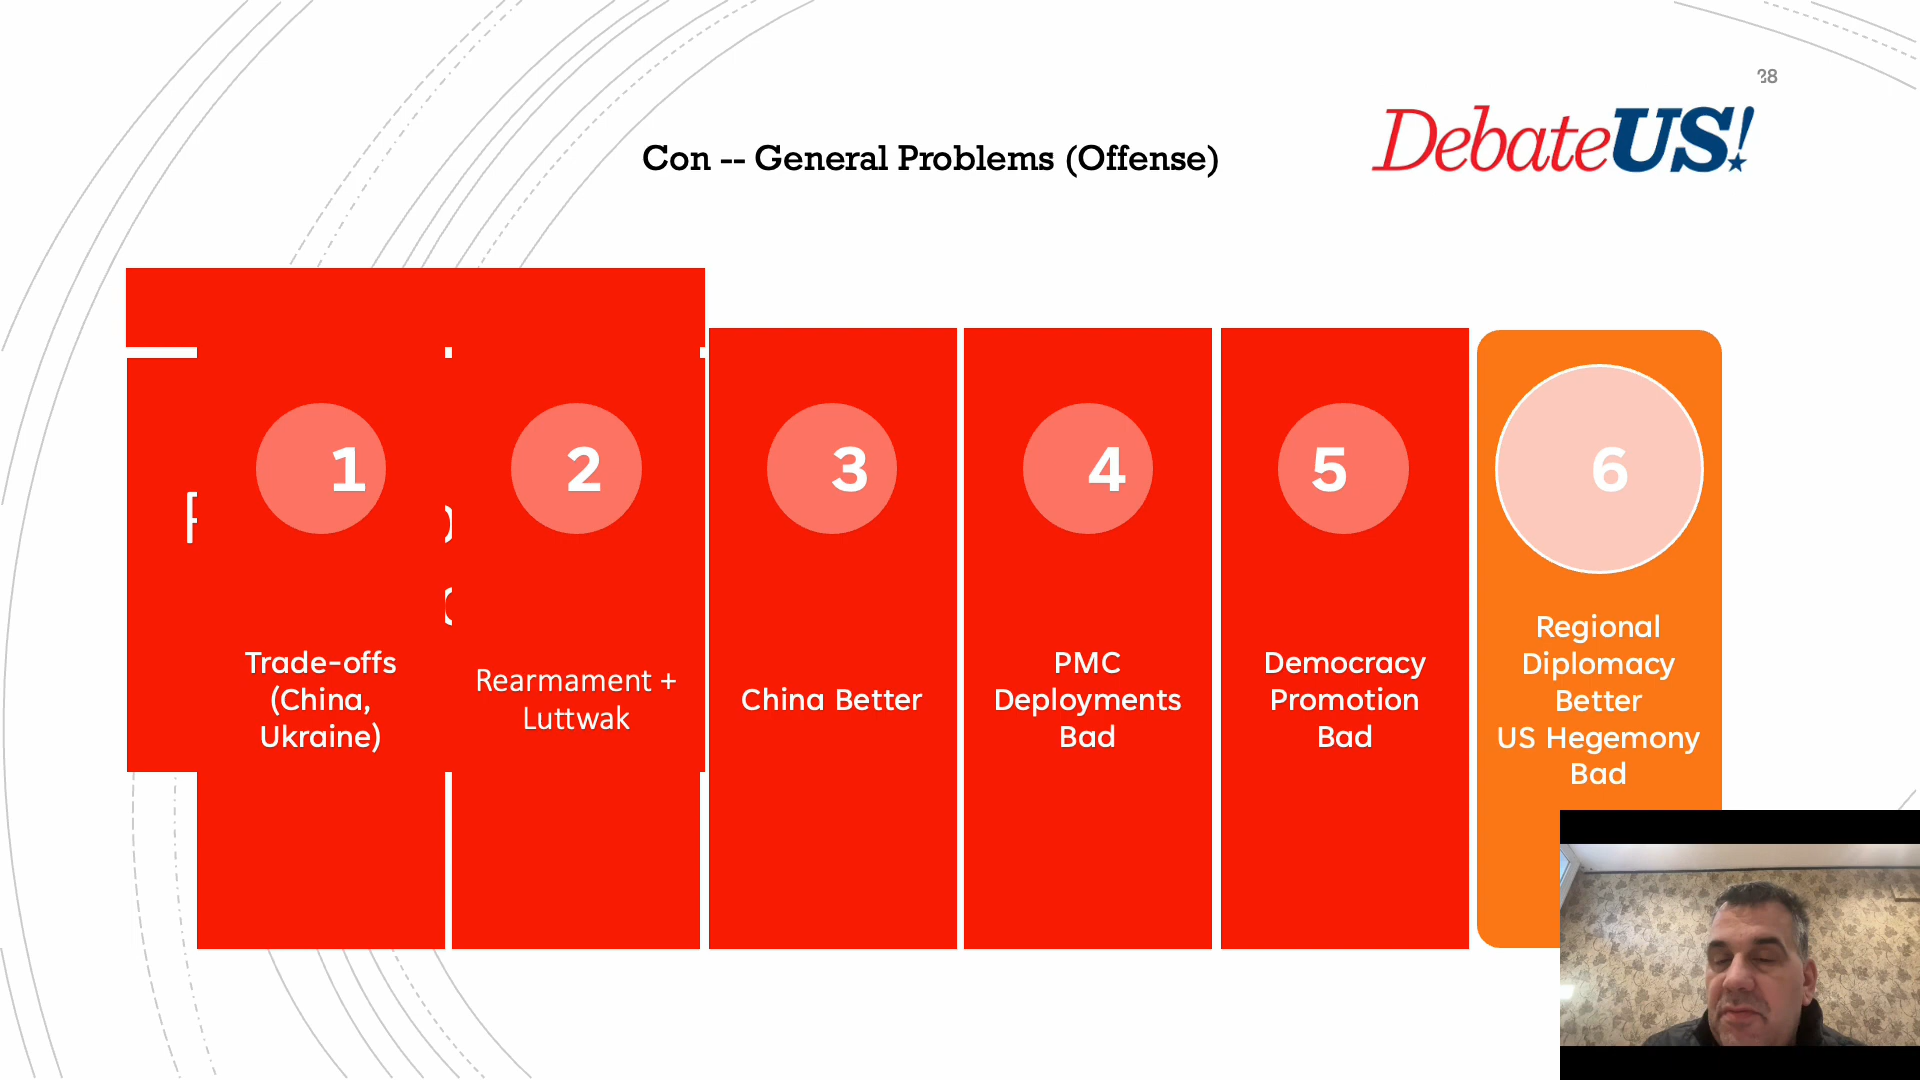 28
DebateUS!
Con -- General Problems (Offense)
1
2
3
4
5
6
Trade-offs
(China,
Ukraine)
Rearmament +
Luttwak
China Better
PMC
Deployments
Bad
Democracy
Promotion
Bad
Regional
Diplomacy
Better
US Hegemony
Bad